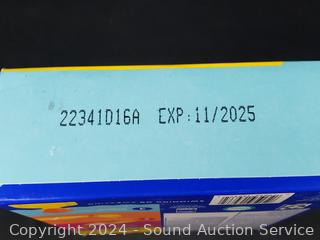 22341D16A EXP:11/2025
Copyright 2024 - Sound Auction Service